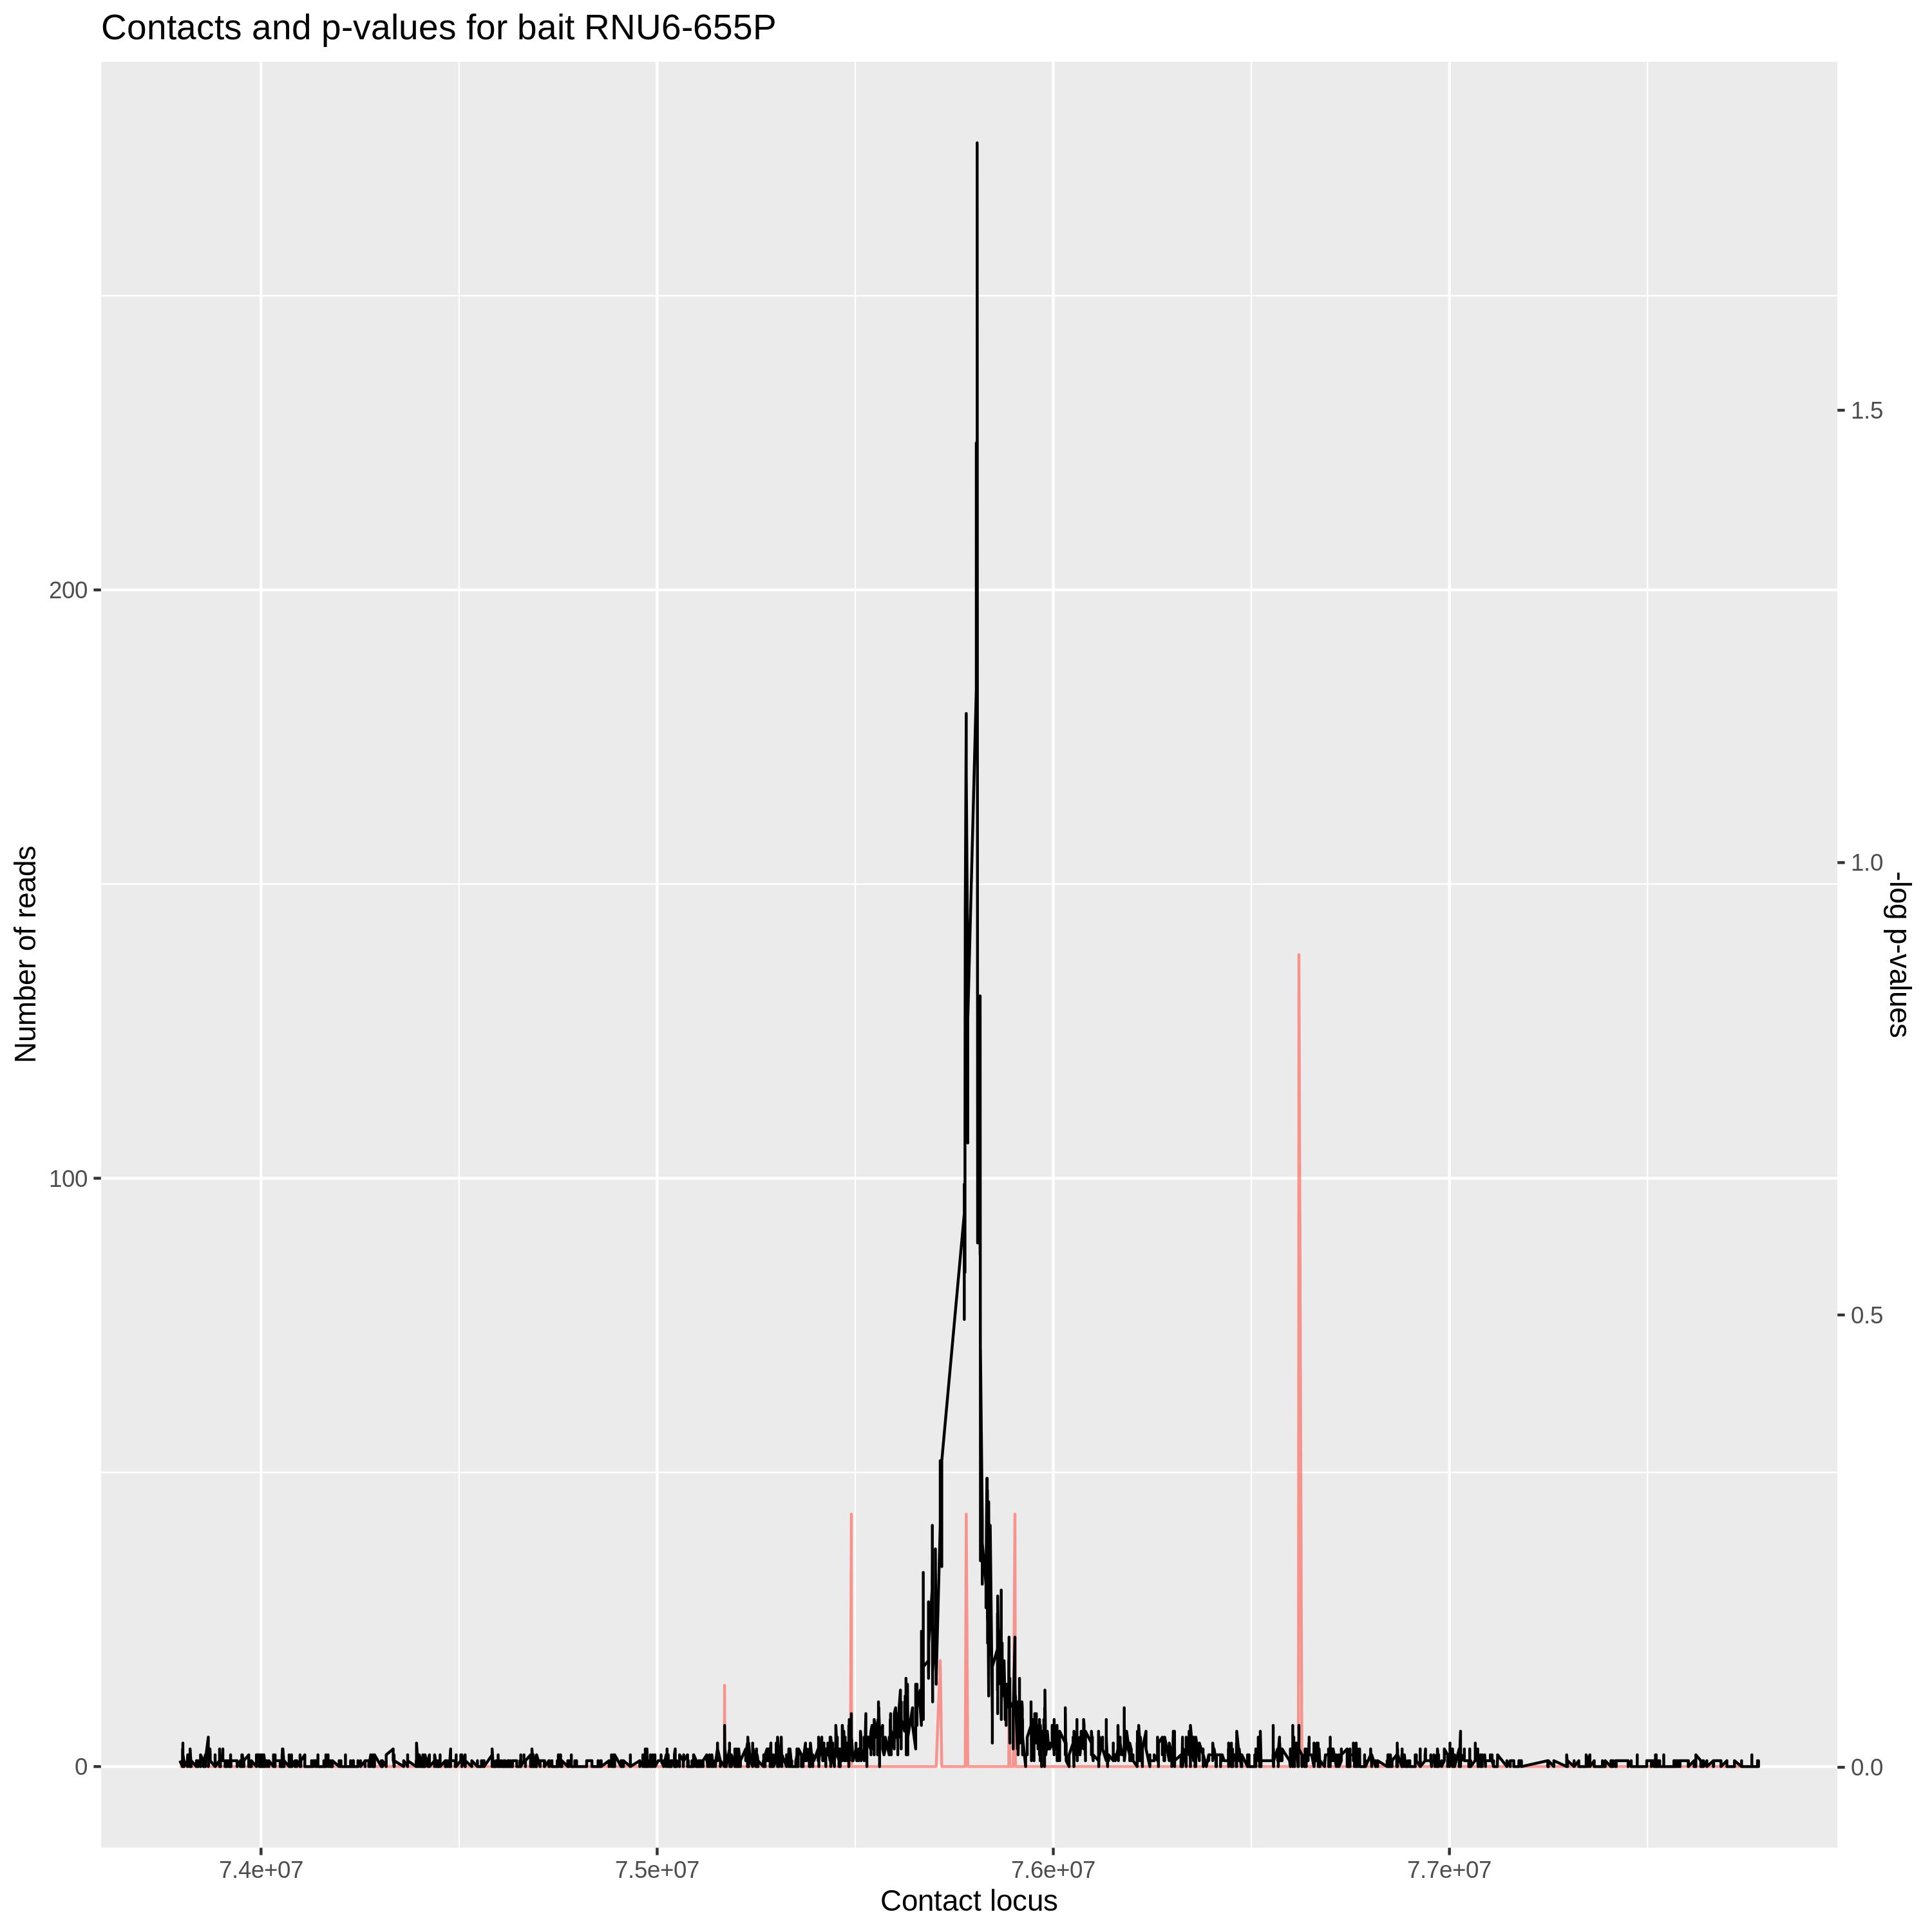 Contacts and p-values for bait RNU6-655P
Number of reads
200
100
0
1.5
1.0
0.5
0.0
-log p-values
7.4e+07 7.5e+07 7.6e+07 7.7e+07
Contact locus